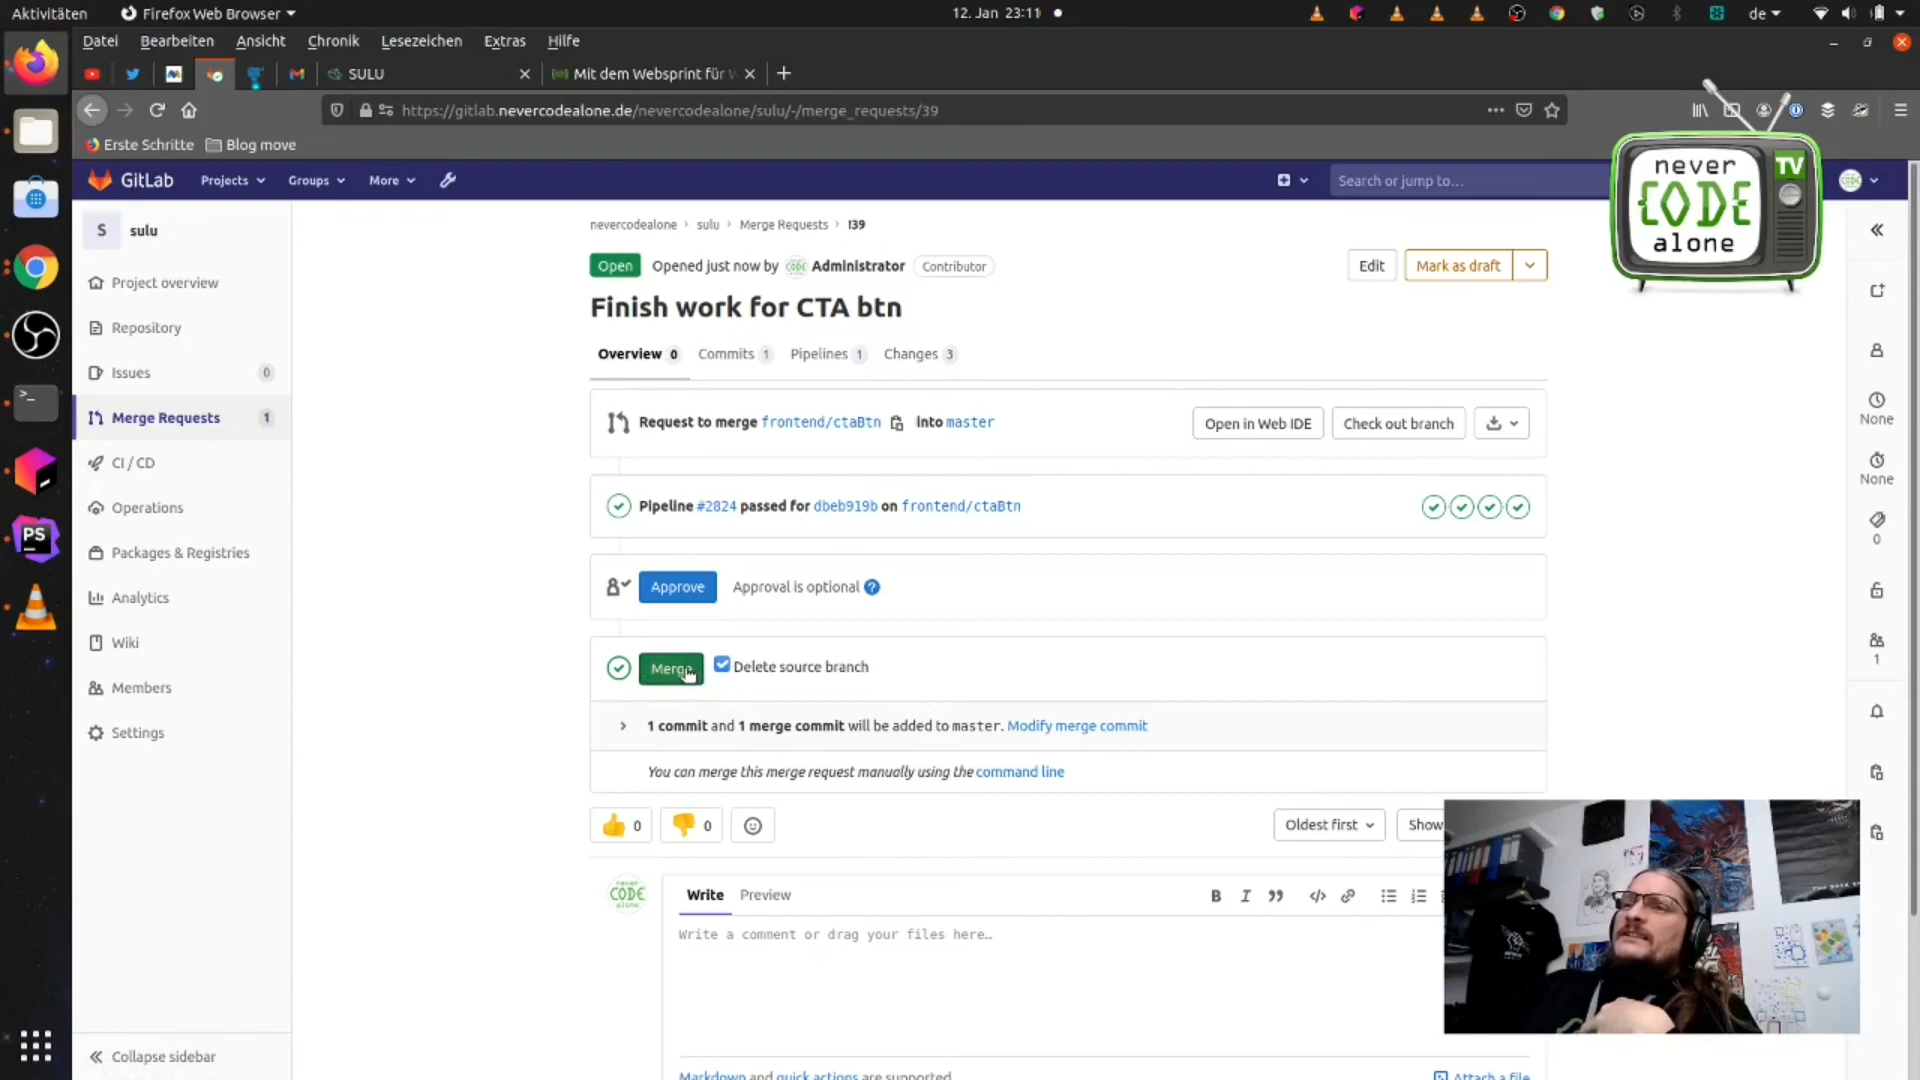 Aktivitäten
Firefox Web Browser
12. Jan 23:11
de
Datei Bearbeiten Ansicht Chronik Lesezeichen Extras Hilfe
SULU
Mit dem Websprint für
https://gitlab.nevercodealone.de/nevercodealone/sulu/-/merge_requests/39
Erste Schritte
Blog move
GitLab
Projects
Groups
More
Search or jump to...
never
CODE
alone
TV
S
sulu
Project overview
Repository
Issues 0
Merge Requests 1
CI / CD
Operations
Packages & Registries
Analytics
Wiki
Members
Settings
Collapse sidebar
nevercodealone > sulu > Merge Requests > !39
Open Opened just now by Administrator Contributor
Edit
Mark as draft
Finish work for CTA btn
Overview 0
Commits 1
Pipelines 1
Changes 3
Request to merge frontend/ctaBtn into master
Open in Web IDE
Check out branch
Pipeline #2824 passed for dbeb919b on frontend/ctaBtn
Approve
Approval is optional
Merge
Delete source branch
1 commit and 1 merge commit will be added to master. Modify merge commit
You can merge this merge request manually using the command line
0
0
Oldest first
Show
never
CODE
alone
Write
Preview
Write a comment or drag your files here…
Markdown and quick actions are supported
Attach a file
None
None
0
1
PS